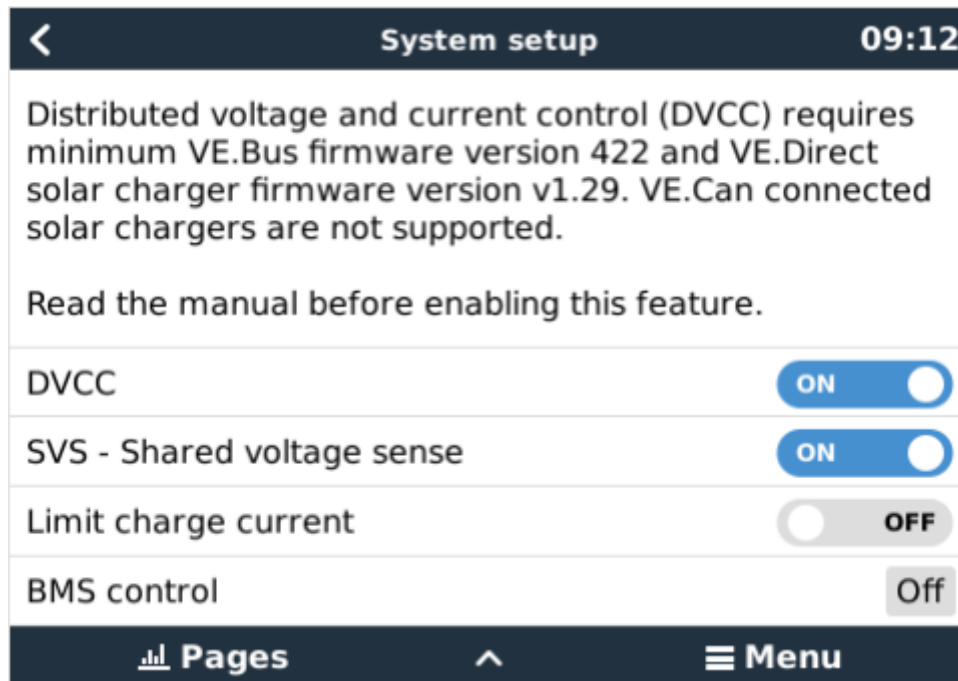 System setup 09:12
Distributed voltage and current control (DVCC) requires
minimum VE.Bus firmware version 422 and VE.Direct
solar charger firmware version v1.29. VE.Can connected
solar chargers are not supported.
Read the manual before enabling this feature.
DVCC ON
SVS - Shared voltage sense ON
Limit charge current OFF
BMS control Off
Pages Menu